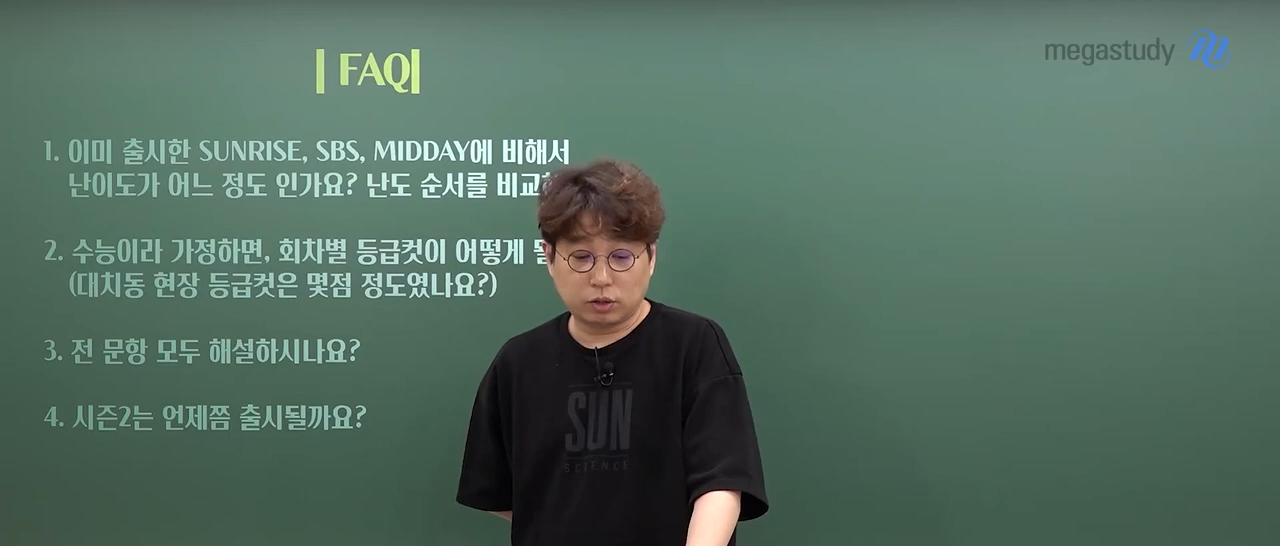 FAQ
megastudy
1. 이미 출시한 SUNRISE, SBS, MIDDAY에 비해서
난이도가 어느 정도 인가요? 난도 순서를
2. 수능이라 가정하면, 회차별 등급컷이 어떻게
(대치동 현장 등급컷은 몇점 정도였나요?)
3. 전 문항 모두 해설하시나요?
4. 시즌2는 언제쯤 출시될까요?
SUN
SCIENCE